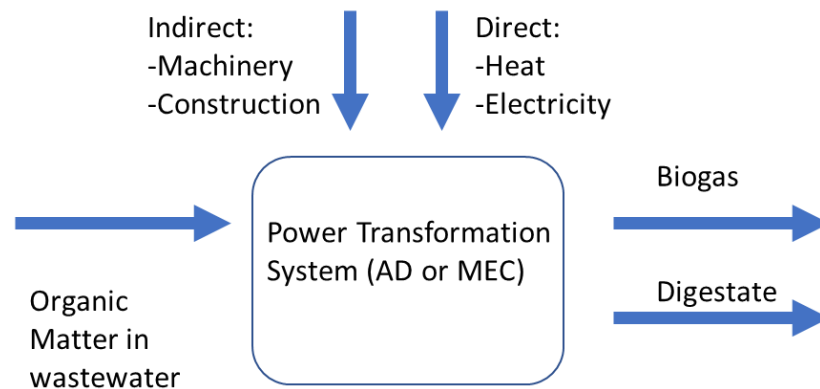 Indirect:
-Machinery
-Construction
Direct:
-Heat
-Electricity
Organic
Matter in
wastewater
Power Transformation
System (AD or MEC)
Biogas
Digestate